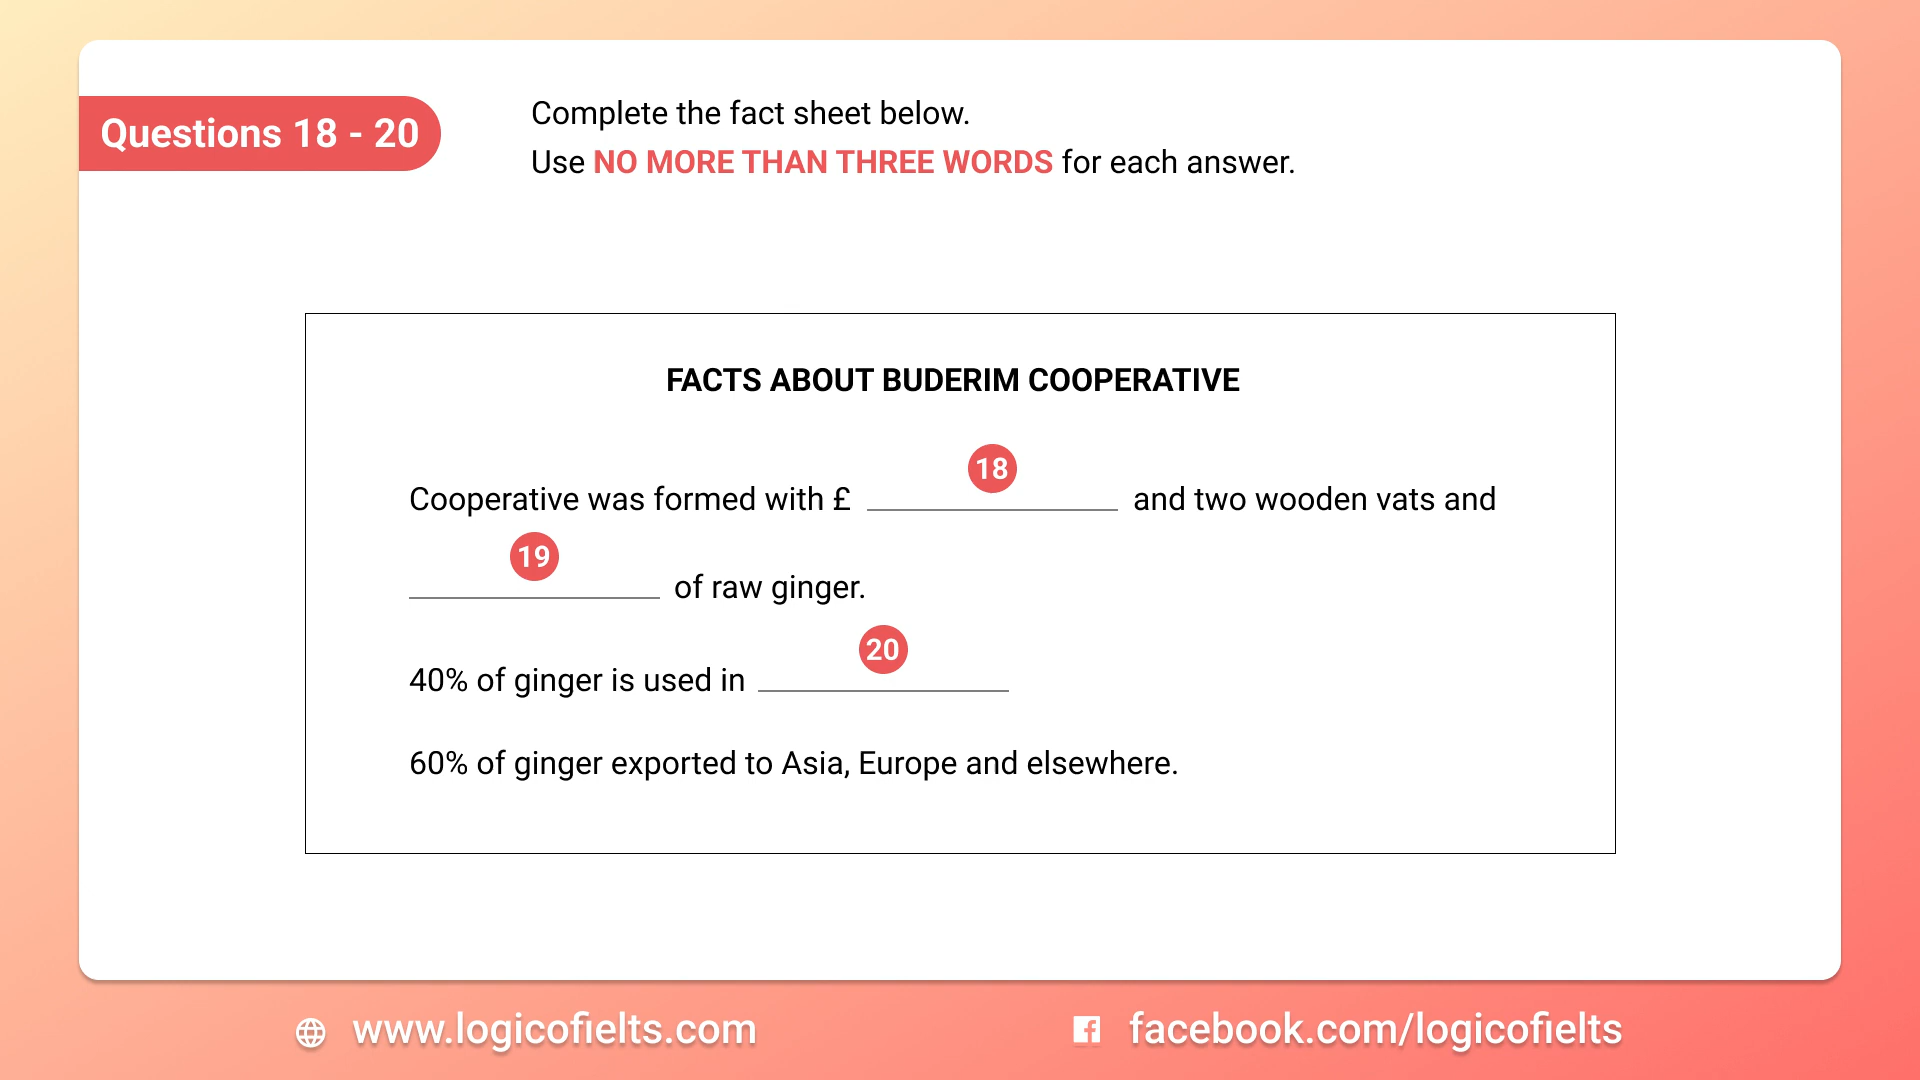 Questions 18 - 20
Complete the fact sheet below.
Use NO MORE THAN THREE WORDS for each answer.
FACTS ABOUT BUDERIM COOPERATIVE
18
Cooperative was formed with £ and two wooden vats and
19
of raw ginger.
20
40% of ginger is used in
60% of ginger exported to Asia, Europe and elsewhere.
www.logicofielts.com
facebook.com/logicofielts